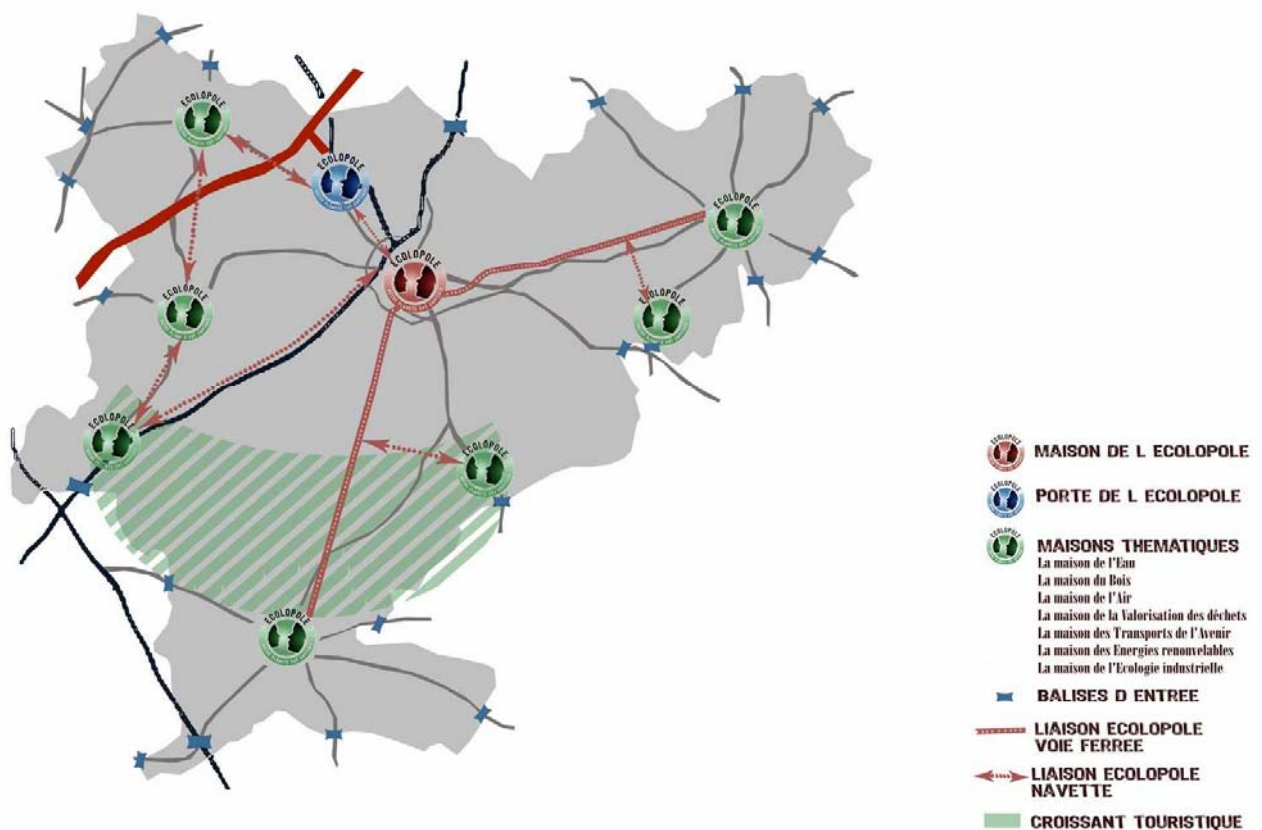 ECOLOPOLE
ECOLOPOLE
ECOLOPOLE
ECOLOPOLE
ECOLOPOLE
ECOLOPOLE
ECOLOPOLE
ECOLOPOLE
ECOLOPOLE
ECOLOPOLE
MAISON DE L ECOLOPOLE
ECOLOPOLE
PORTE DE L ECOLOPOLE
ECOLOPOLE
MAISONS THEMATIQUES
La maison de l'Eau
La maison du Bois
La maison de l'Air
La maison de la Valorisation des déchets
La maison des Transports de l'Avenir
La maison des Energies renouvelables
La maison de l'Ecologie industrielle
BALISES D ENTREE
LIAISON ECOLOPOLE
VOIE FERREE
LIAISON ECOLOPOLE
NAVETTE
CROISSANT TOURISTIQUE